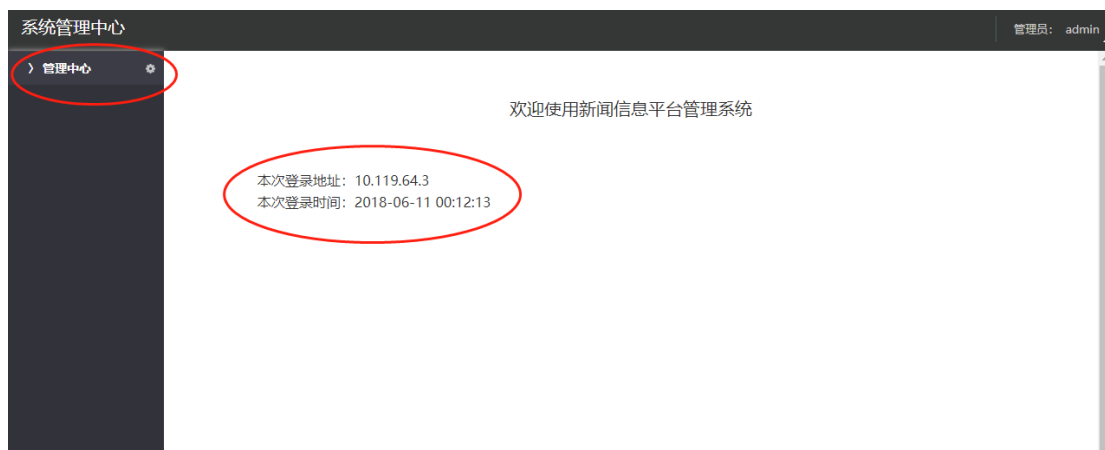 系统管理中心
管理员： admin
〉管理中心
欢迎使用新闻信息平台管理系统
本次登录地址：10.119.64.3
本次登录时间：2018-06-11 00:12:13